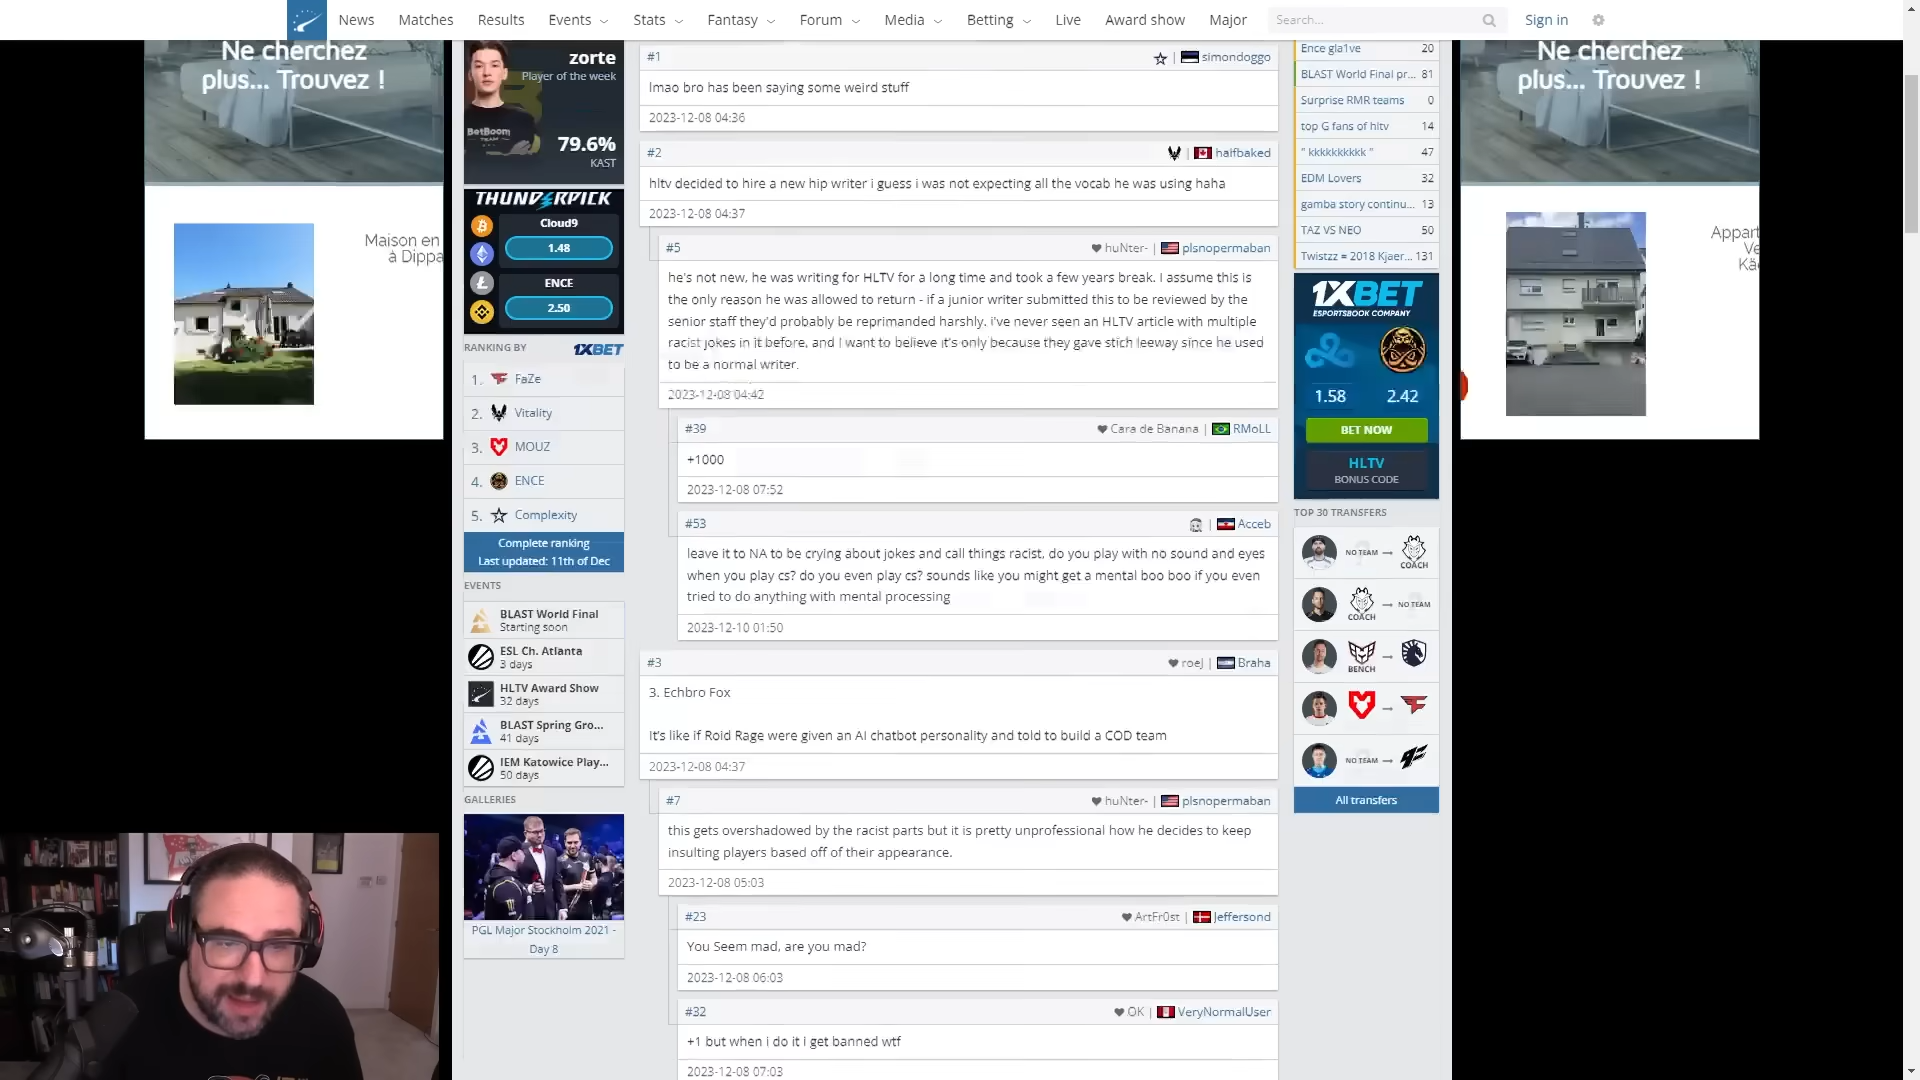 News Matches Results Events Stats Fantasy Forum Media Betting Live Award show Major Search... Sign in
Ne cherchez
plus... Trouvez !
Maison en
à Dippa
zorte
Player of the week
BetBoom
TEAM
79.6%
KAST
THUNDERPICK
Cloud9
1.48
ENCE
2.50
RANKING BY 1XBET
1. FaZe
2. Vitality
3. MOUZ
4. ENCE
5. Complexity
Complete ranking
Last updated: 11th of Dec
EVENTS
BLAST World Final
Starting soon
ESL Ch. Atlanta
3 days
HLTV Award Show
32 days
BLAST Spring Gro...
41 days
IEM Katowice Play...
50 days
GALLERIES
PGL Major Stockholm 2021 -
Day 8
#1 | simondoggo
lmao bro has been saying some weird stuff
2023-12-08 04:36
#2 | halfbaked
hltv decided to hire a new hip writer i guess i was not expecting all the vocab he was using haha
2023-12-08 04:37
#5 huNter- | plsnopermaban
he's not new, he was writing for HLTV for a long time and took a few years break. I assume this is
the only reason he was allowed to return - if a junior writer submitted this to be reviewed by the
senior staff they'd probably be reprimanded harshly. i've never seen an HLTV article with multiple
racist jokes in it before, and I want to believe it's only because they gave stich leeway since he used
to be a normal writer.
2023-12-08 04:42
#39 Cara de Banana | RMoLL
+1000
2023-12-08 07:52
#53 | Acceb
leave it to NA to be crying about jokes and call things racist, do you play with no sound and eyes
when you play cs? do you even play cs? sounds like you might get a mental boo boo if you even
tried to do anything with mental processing
2023-12-10 01:50
#3 roeJ | Braha
3. Echbro Fox
It's like if Roid Rage were given an AI chatbot personality and told to build a COD team
2023-12-08 04:37
#7 huNter- | plsnopermaban
this gets overshadowed by the racist parts but it is pretty unprofessional how he decides to keep
insulting players based off of their appearance.
2023-12-08 05:03
#23 ArtFr0st | Jeffersond
You Seem mad, are you mad?
2023-12-08 06:03
#32 OK | VeryNormalUser
+1 but when i do it i get banned wtf
2023-12-08 07:03
Ence gla1ve 20
BLAST World Final pr... 81
Surprise RMR teams 0
top G fans of hltv 14
" kkkkkkkkkk " 47
EDM Lovers 32
gamba story continu... 13
TAZ VS NEO 50
Twistzz = 2018 Kjaer... 131
1XBET
ESPORTSBOOK COMPANY
1.58 2.42
BET NOW
HLTV
BONUS CODE
TOP 30 TRANSFERS
NO TEAM COACH
COACH NO TEAM
BENCH
NO TEAM
All transfers
Ne cherchez
plus... Trouvez !
Appart
Ve
Kä